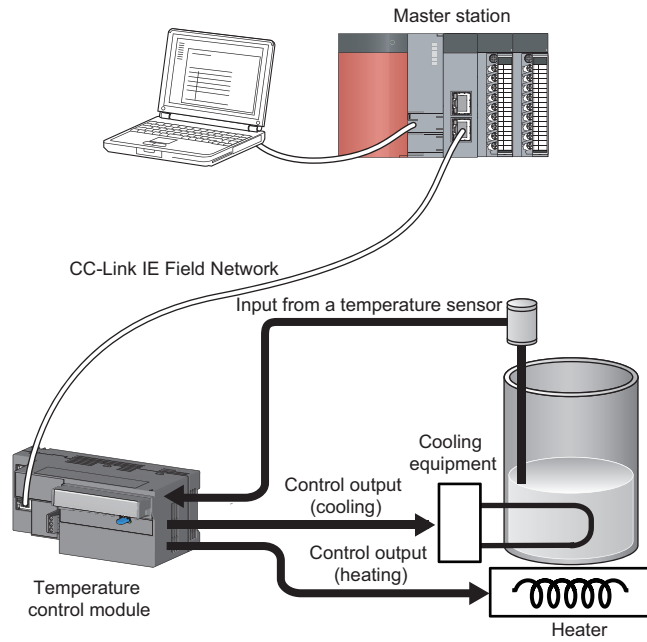 Master station
CC-Link IE Field Network
Input from a temperature sensor
Cooling
equipment
Control output
(cooling)
Control output
(heating)
Temperature
control module
Heater